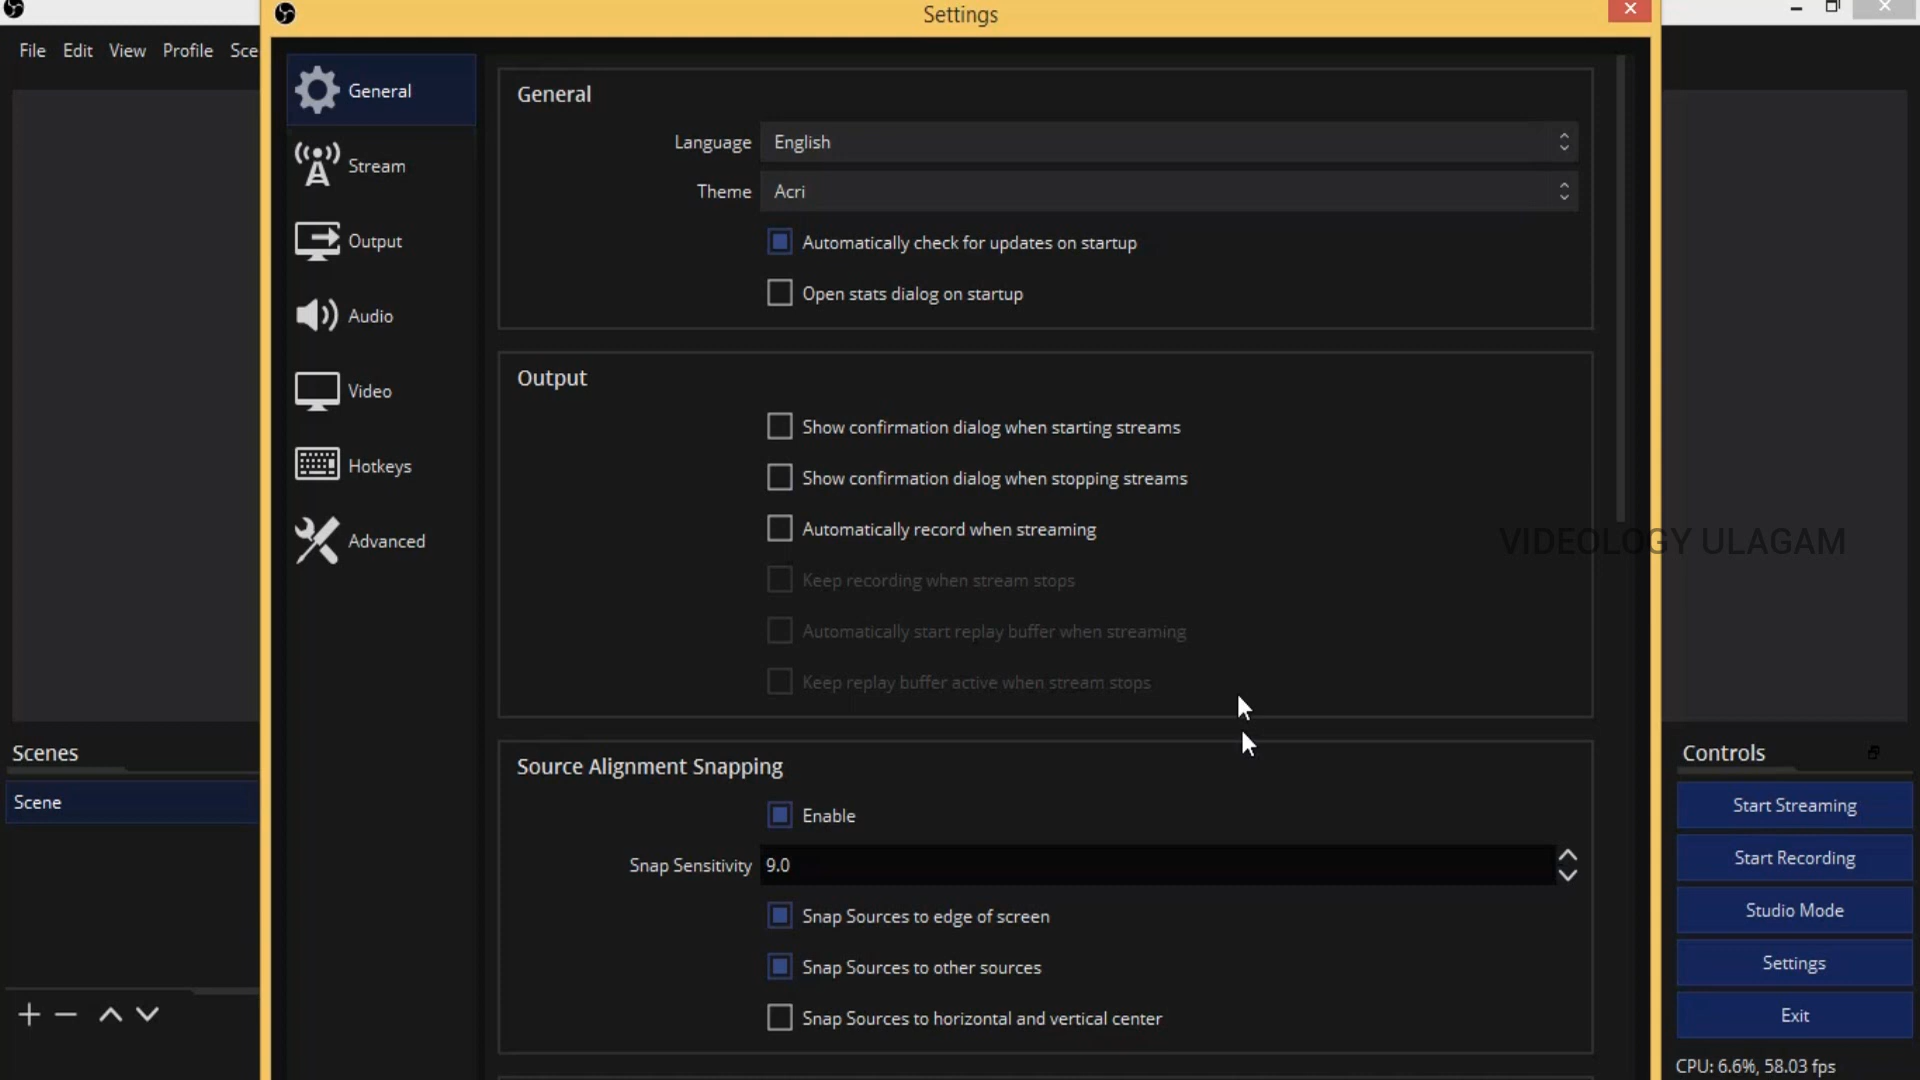 Settings
File Edit View Profile Sce
General
Stream
Output
Audio
Video
Hotkeys
Advanced
General
Language English
Theme Acri
Automatically check for updates on startup
Open stats dialog on startup
Output
Show confirmation dialog when starting streams
Show confirmation dialog when stopping streams
Automatically record when streaming
Keep recording when stream stops
Automatically start replay buffer when streaming
Keep replay buffer active when stream stops
VIDEOLOGY ULAGAM
Source Alignment Snapping
Enable
Snap Sensitivity 9.0
Snap Sources to edge of screen
Snap Sources to other sources
Snap Sources to horizontal and vertical center
Scenes
Scene
Controls
Start Streaming
Start Recording
Studio Mode
Settings
Exit
CPU: 6.6%, 58.03 fps